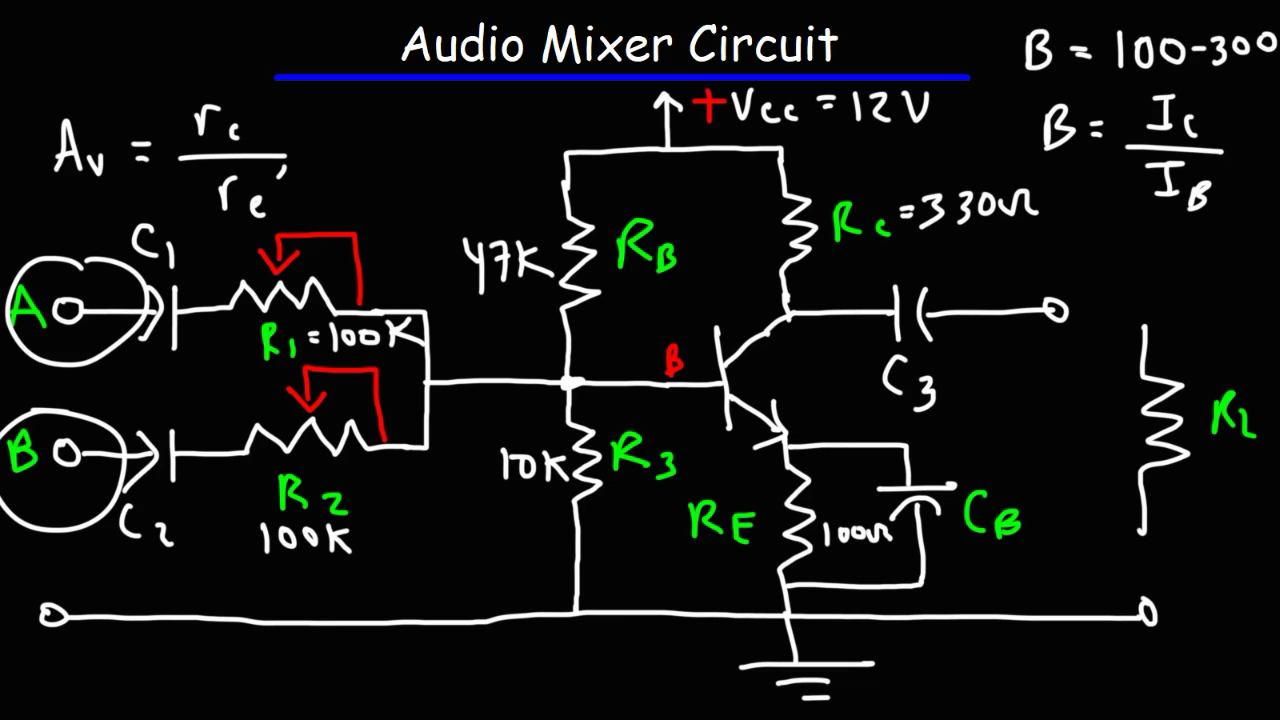 Audio Mixer Circuit
B = 100-300
+Vcc = 12V
B = Ic / IB
Av = rc / re'
C1
Rc = 330Ω
A
47K
RB
R1 = 100K
B
C3
RL
B
10K
R3
R2
100K
C2
RE
100Ω
CB